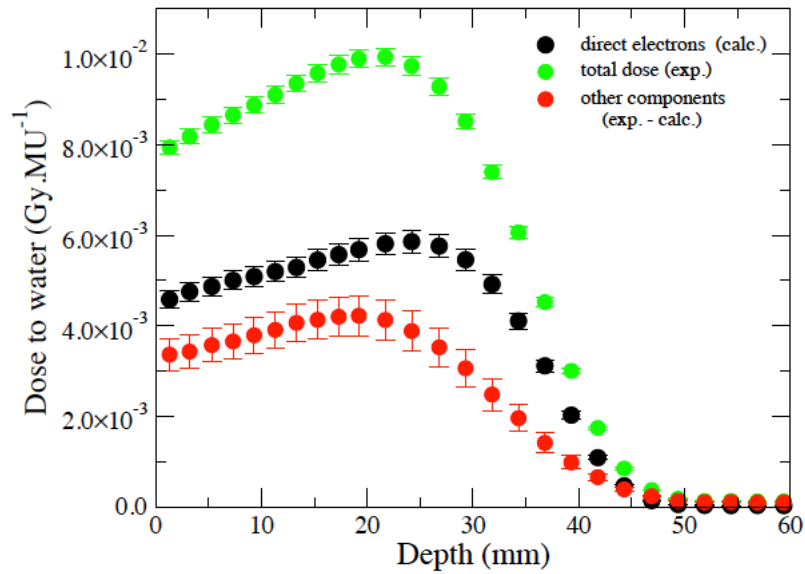 1.0×10⁻²
8.0×10⁻³
6.0×10⁻³
4.0×10⁻³
2.0×10⁻³
0.0
Dose to water (Gy.MU⁻¹)
direct electrons (calc.)
total dose (exp.)
other components
(exp. - calc.)
0 10 20 30 40 50 60
Depth (mm)